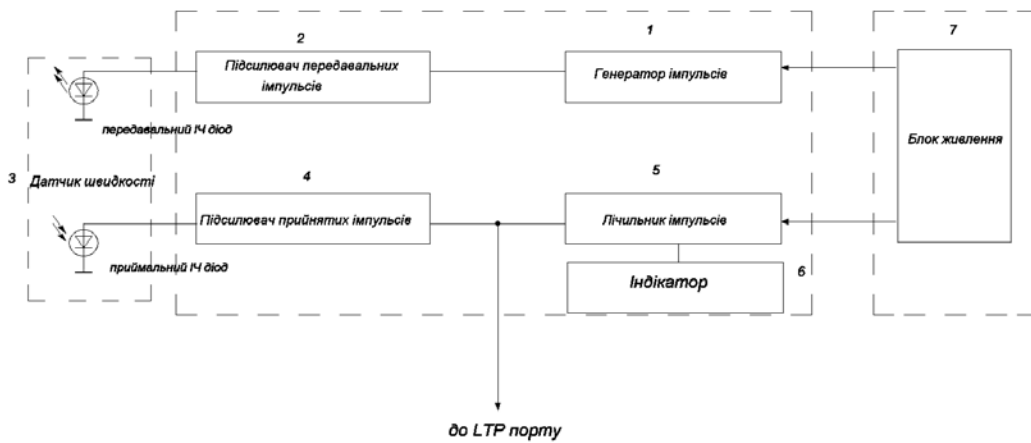 2
1
7
Підсилювач передавальних
імпульсів
Генератор імпульсів
Блок живлення
передавальний ІЧ діод
3
Датчик швидкості
4
5
Підсилювач прийнятих імпульсів
Лічильник імпульсів
приймальний ІЧ діод
6
Індікатор
до LTP порту